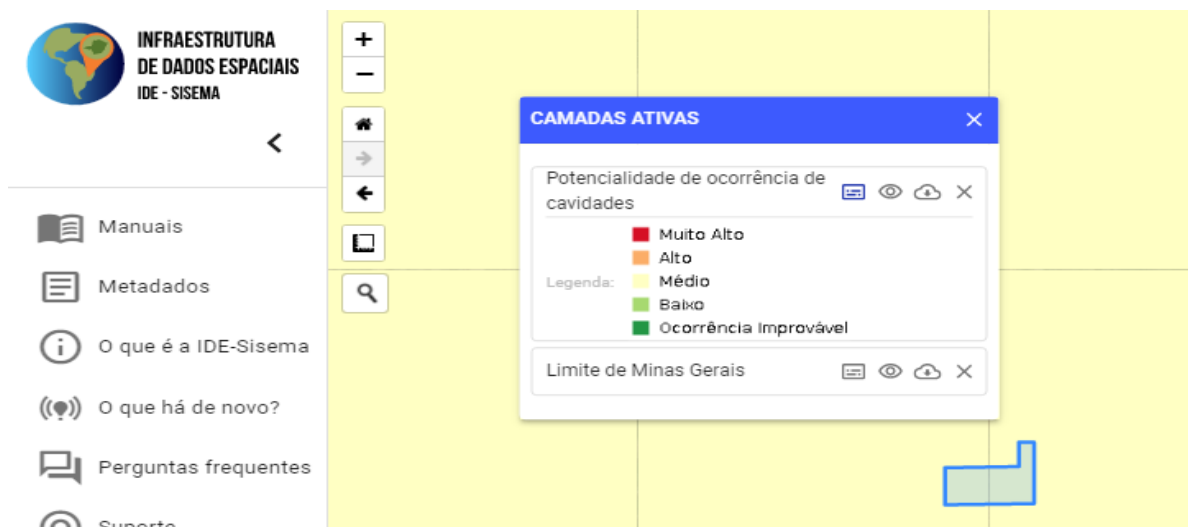 INFRAESTRUTURA
DE DADOS ESPACIAIS
IDE - SISEMA
Manuais
Metadados
O que é a IDE-Sisema
O que há de novo?
Perguntas frequentes
Suporte
CAMADAS ATIVAS
Potencialidade de ocorrência de
cavidades
Legenda:
Muito Alto
Alto
Médio
Baixo
Ocorrência Improvável
Limite de Minas Gerais